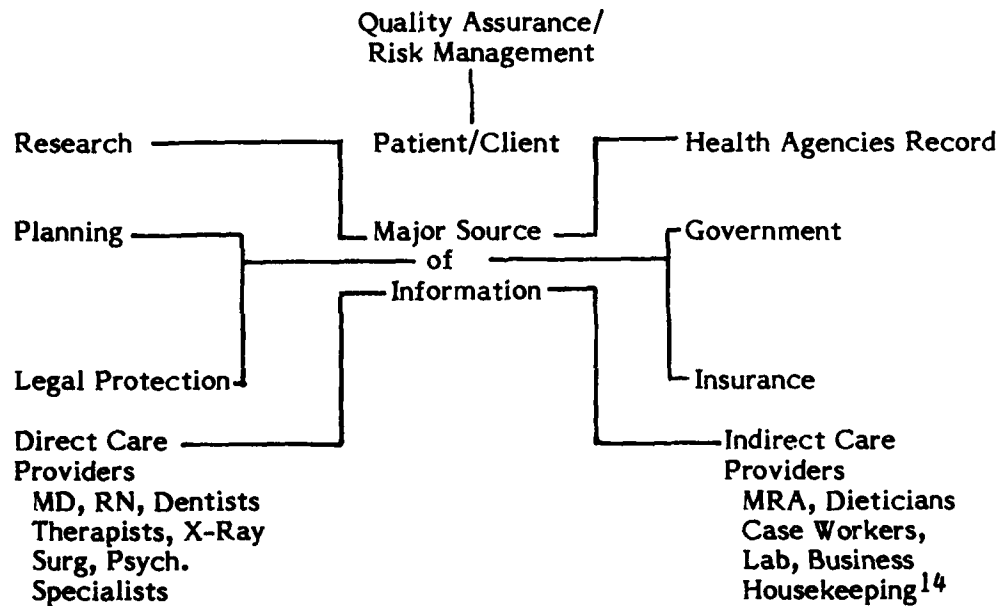 Quality Assurance/
Risk Management
Research
Patient/Client
Health Agencies Record
Planning
Major Source
Government
of
Information
Legal Protection
Insurance
Direct Care
Providers
MD, RN, Dentists
Therapists, X-Ray
Surg, Psych.
Specialists
Indirect Care
Providers
MRA, Dieticians
Case Workers,
Lab, Business
Housekeeping14